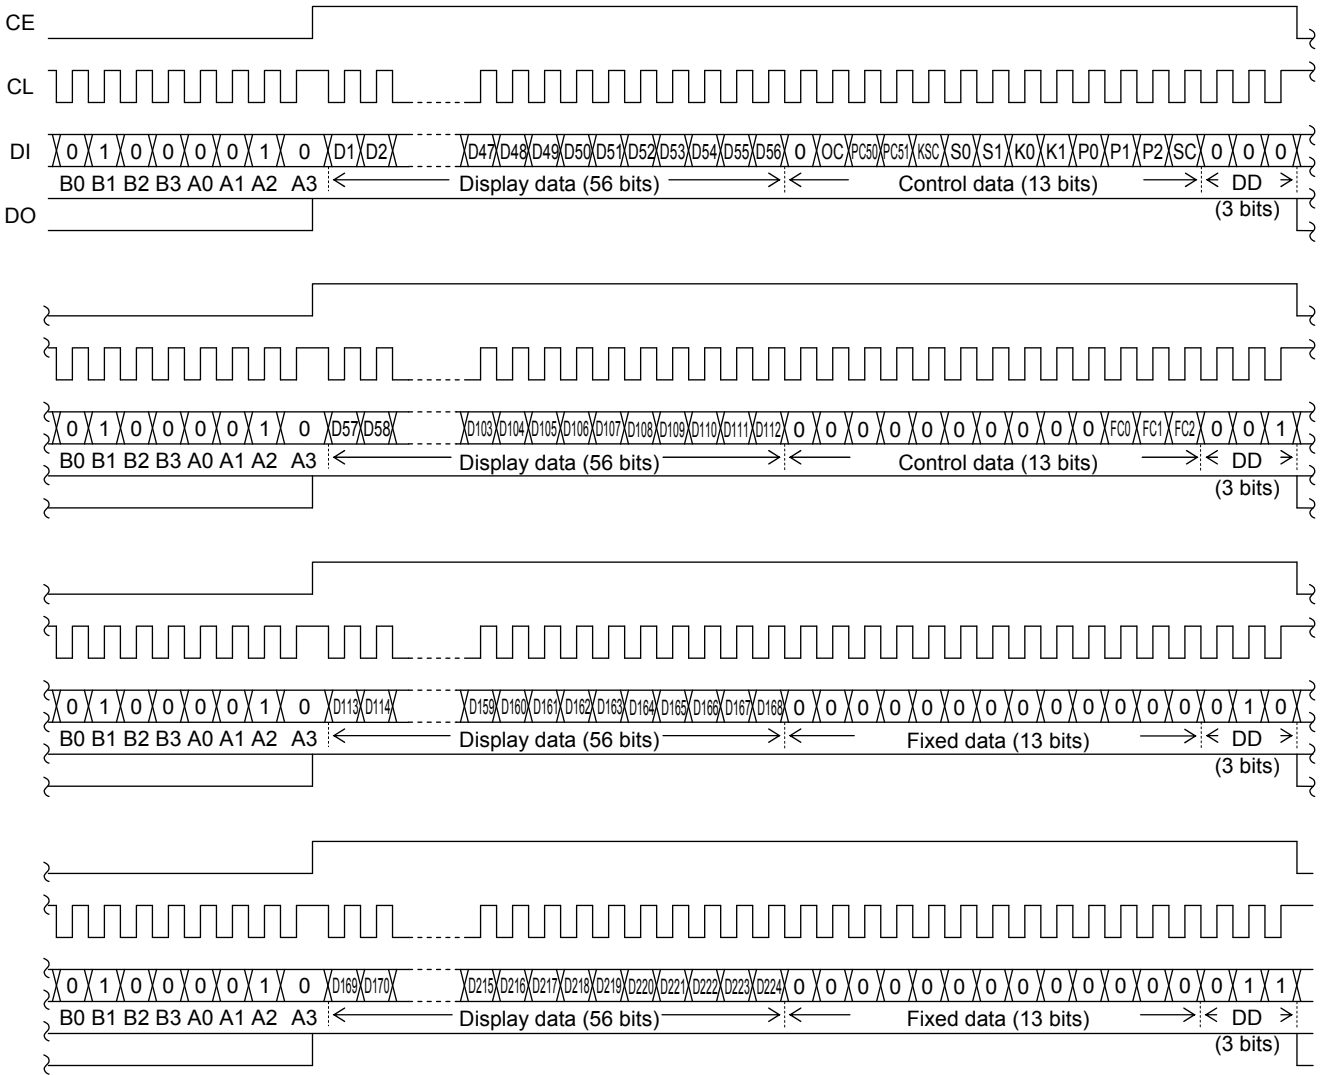 CE
CL
DI 0 1 0 0 0 0 1 0 D1 D2 D47 D48 D49 D50 D51 D52 D53 D54 D55 D56 0 OC PC50 PC51 KSC S0 S1 K0 K1 P0 P1 P2 SC 0 0 0
B0 B1 B2 B3 A0 A1 A2 A3 Display data (56 bits) Control data (13 bits) DD
(3 bits)
DO
0 1 0 0 0 0 1 0 D57 D58 D103 D104 D105 D106 D107 D108 D109 D110 D111 D112 0 0 0 0 0 0 0 0 0 0 FC0 FC1 FC2 0 0 1
B0 B1 B2 B3 A0 A1 A2 A3 Display data (56 bits) Control data (13 bits) DD
(3 bits)
0 1 0 0 0 0 1 0 D113 D114 D159 D160 D161 D162 D163 D164 D165 D166 D167 D168 0 0 0 0 0 0 0 0 0 0 0 0 0 0 1 0
B0 B1 B2 B3 A0 A1 A2 A3 Display data (56 bits) Fixed data (13 bits) DD
(3 bits)
0 1 0 0 0 0 1 0 D169 D170 D215 D216 D217 D218 D219 D220 D221 D222 D223 D224 0 0 0 0 0 0 0 0 0 0 0 0 0 0 1 1
B0 B1 B2 B3 A0 A1 A2 A3 Display data (56 bits) Fixed data (13 bits) DD
(3 bits)